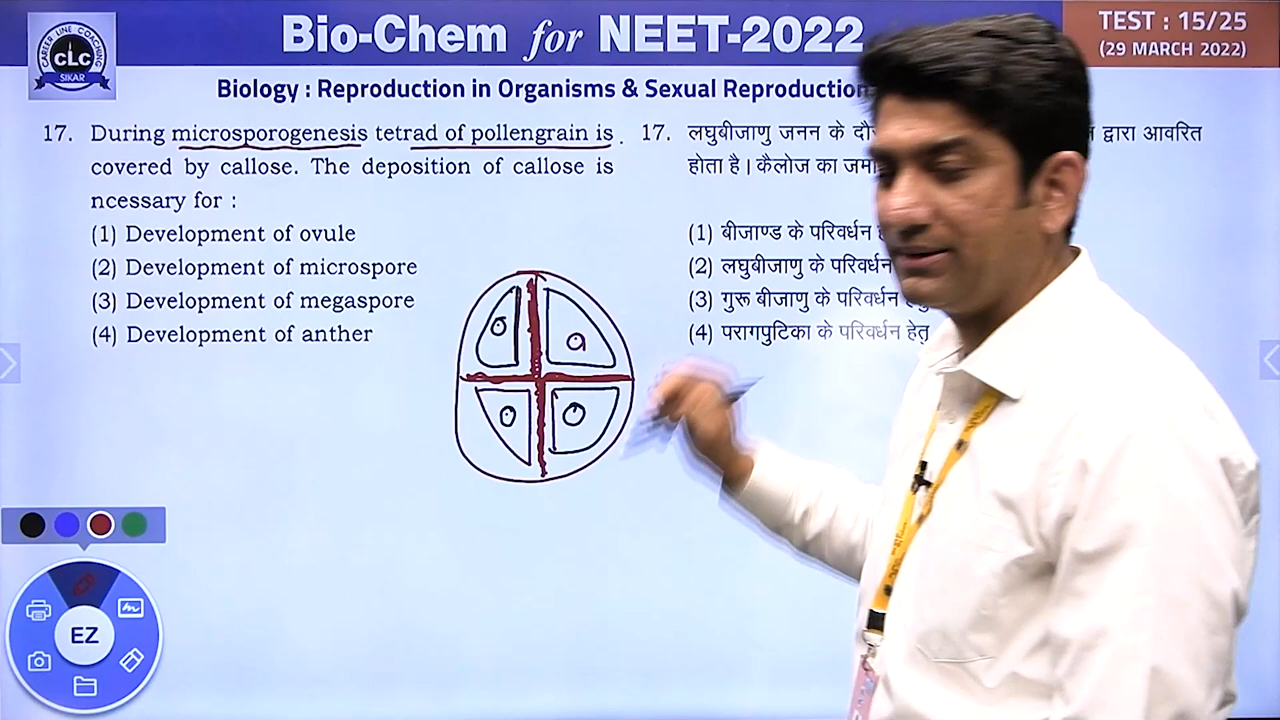 Bio-Chem for NEET-2022
TEST : 15/25
(29 MARCH 2022)
CAREER LINE COACHING
CLC
SIKAR
Biology : Reproduction in Organisms & Sexual Reproduction
17. During microsporogenesis tetrad of pollengrain is
covered by callose. The deposition of callose is
ncessary for :
(1) Development of ovule
(2) Development of microspore
(3) Development of megaspore
(4) Development of anther
17. लघुबीजाणु जनन के द्वारा आवरित
होता है। कैलोज का
(1) बीजाण्ड के परिवर्धन
(2) लघुबीजाणु के परिवर्धन
(3) गुरू बीजाणु के परिवर्धन हेतु
(4) परागपुटिका के परिवर्धन हेतु
EZ